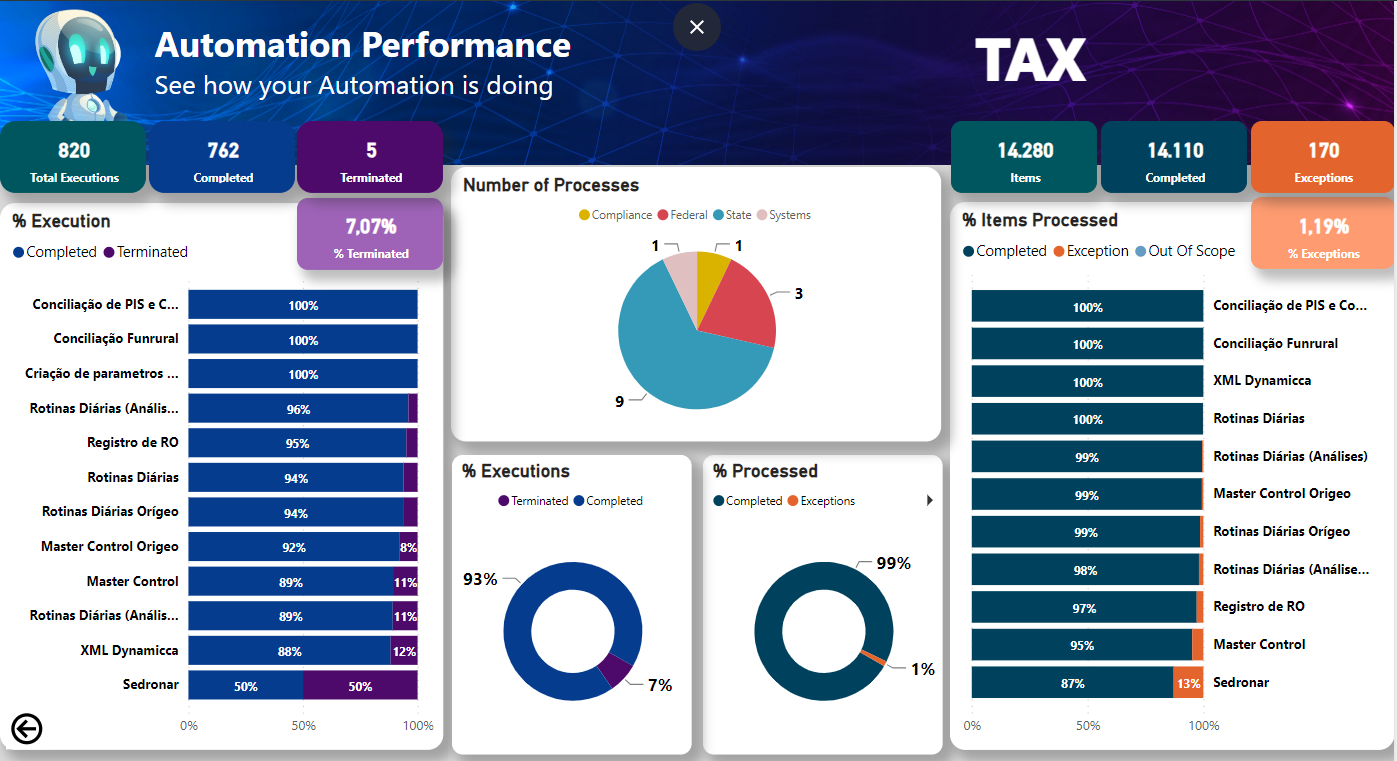 Automation Performance
See how your Automation is doing
TAX
820
Total Executions
762
Completed
5
Terminated
14.280
Items
14.110
Completed
170
Exceptions
% Execution
Completed Terminated
7,07%
% Terminated
Conciliação de PIS e C... 100%
Conciliação Funrural 100%
Criação de parametros ... 100%
Rotinas Diárias (Anális... 96%
Registro de RO 95%
Rotinas Diárias 94%
Rotinas Diárias Orígeo 94%
Master Control Origeo 92% 8%
Master Control 89% 11%
Rotinas Diárias (Anális... 89% 11%
XML Dynamicca 88% 12%
Sedronar 50% 50%
0% 50% 100%
Number of Processes
Compliance Federal State Systems
1 1
3
9
% Executions
Terminated Completed
93%
7%
% Processed
Completed Exceptions
99%
1%
% Items Processed
Completed Exception Out Of Scope
1,19%
% Exceptions
100% Conciliação de PIS e Co...
100% Conciliação Funrural
100% XML Dynamicca
100% Rotinas Diárias
99% Rotinas Diárias (Análises)
99% Master Control Origeo
99% Rotinas Diárias Orígeo
98% Rotinas Diárias (Análise...
97% Registro de RO
95% Master Control
87% 13% Sedronar
0% 50% 100%